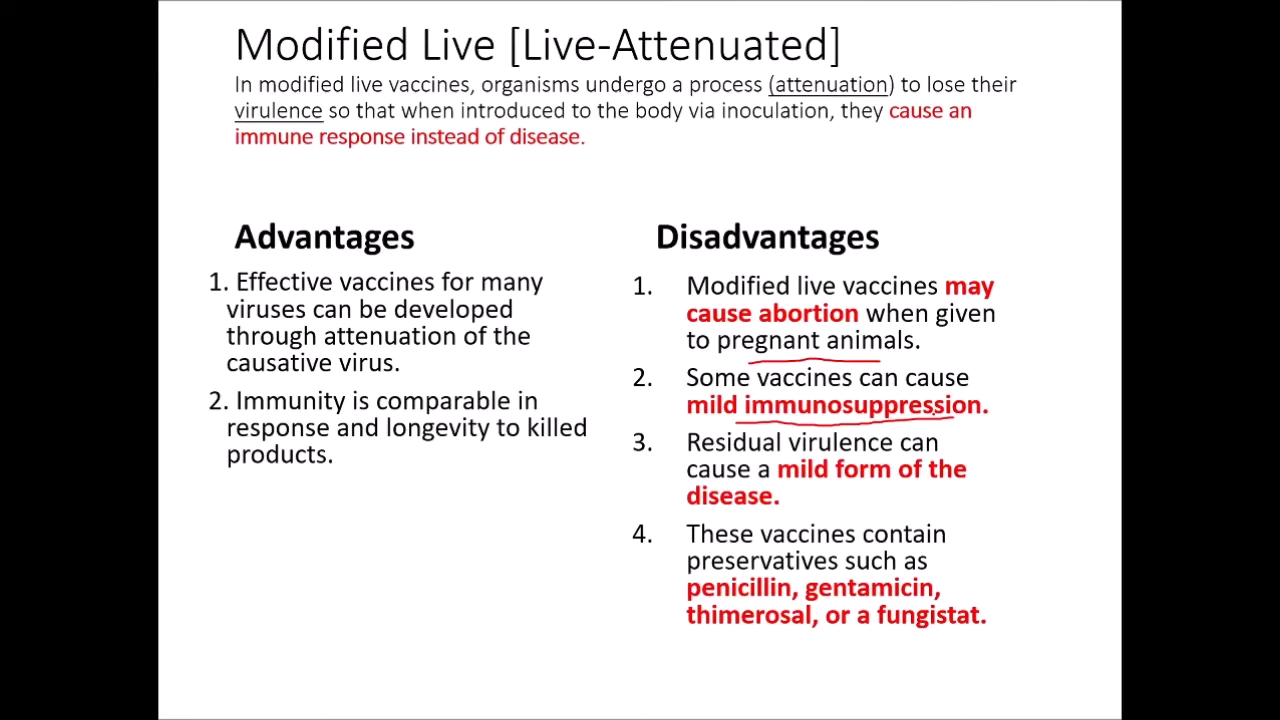 Modified Live [Live-Attenuated]
In modified live vaccines, organisms undergo a process (attenuation) to lose their
virulence so that when introduced to the body via inoculation, they cause an
immune response instead of disease.
Advantages
1. Effective vaccines for many
viruses can be developed
through attenuation of the
causative virus.
2. Immunity is comparable in
response and longevity to killed
products.
Disadvantages
1. Modified live vaccines may
cause abortion when given
to pregnant animals.
2. Some vaccines can cause
mild immunosuppression.
3. Residual virulence can
cause a mild form of the
disease.
4. These vaccines contain
preservatives such as
penicillin, gentamicin,
thimerosal, or a fungistat.